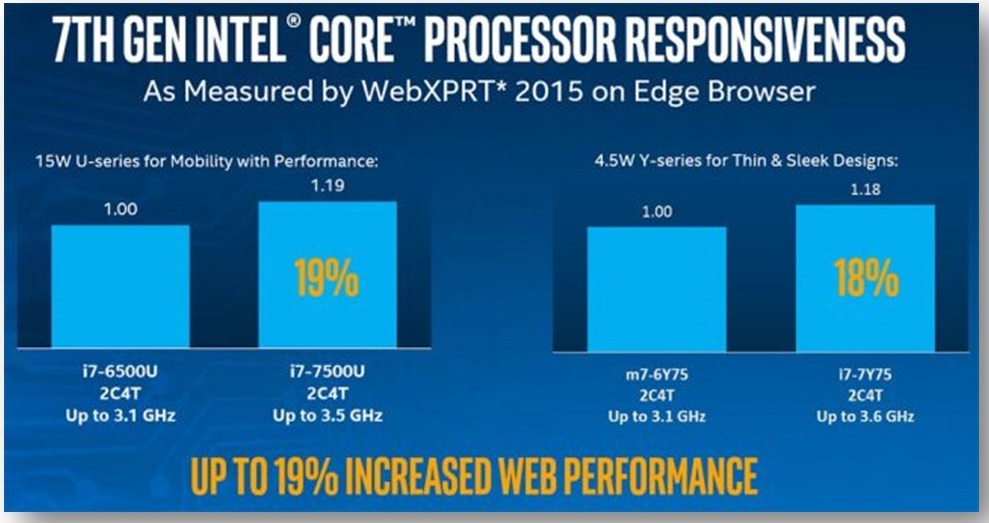 7TH GEN INTEL® CORE™ PROCESSOR RESPONSIVENESS
As Measured by WebXPRT* 2015 on Edge Browser
15W U-series for Mobility with Performance:
1.00
1.19
19%
i7-6500U
2C4T
Up to 3.1 GHz
i7-7500U
2C4T
Up to 3.5 GHz
4.5W Y-series for Thin & Sleek Designs:
1.00
1.18
18%
m7-6Y75
2C4T
Up to 3.1 GHz
I7-7Y75
2C4T
Up to 3.6 GHz
UP TO 19% INCREASED WEB PERFORMANCE